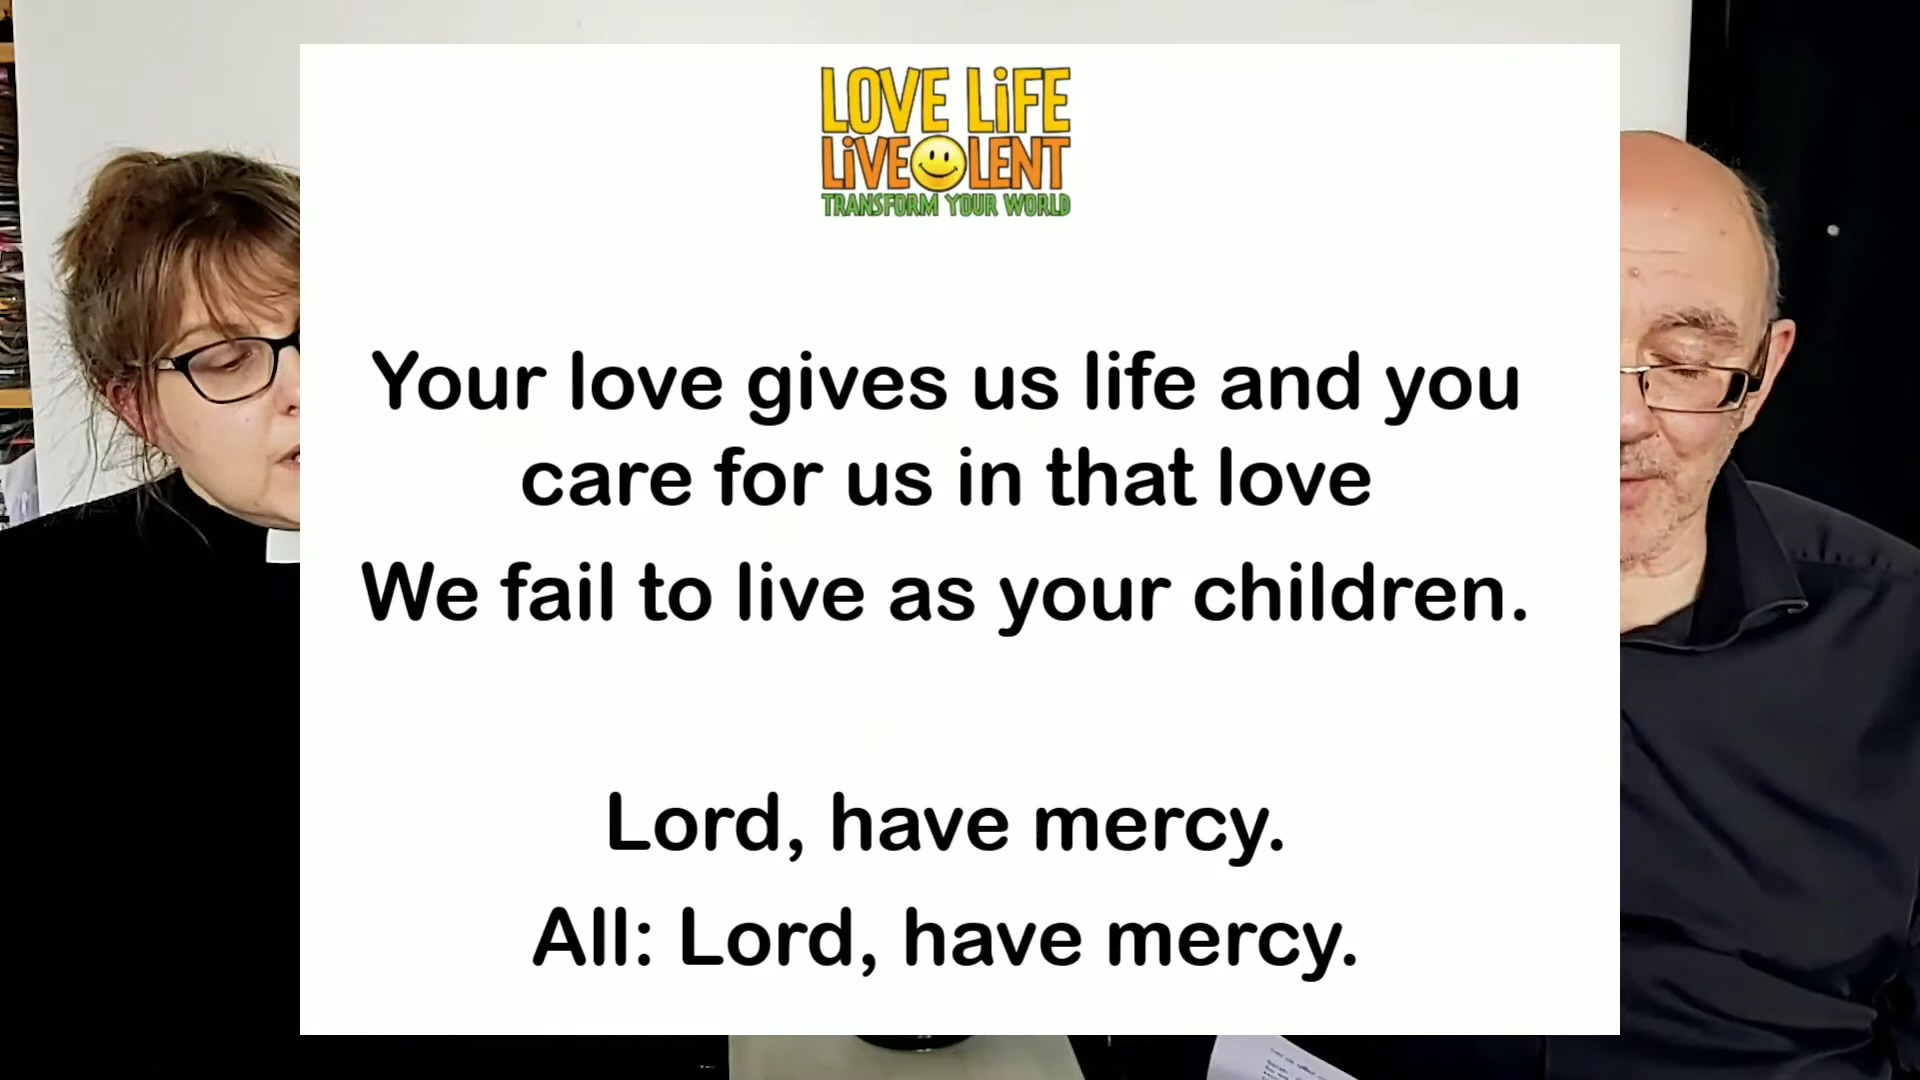 LOVE LiFE
LiVE LENT
TRANSFORM YOUR WORLD
Your love gives us life and you
care for us in that love
We fail to live as your children.
Lord, have mercy.
All: Lord, have mercy.